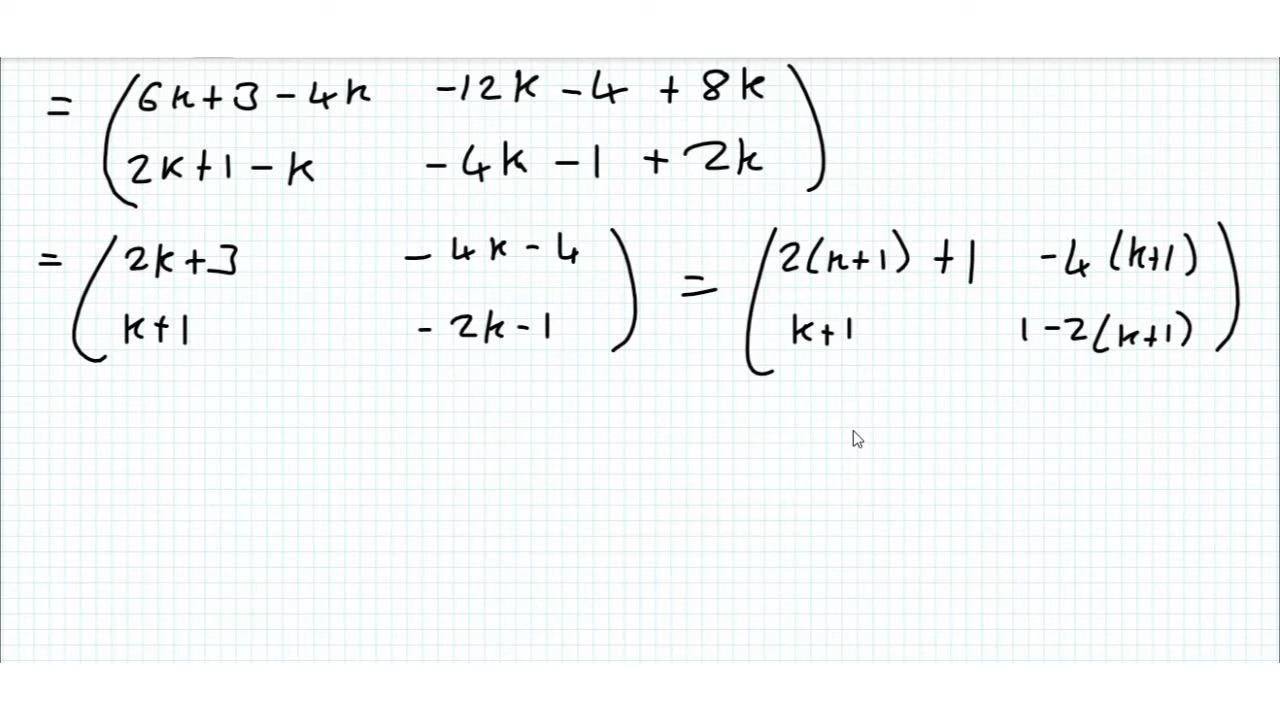 = ( 6k+3-4k -12k-4+8k )
( 2k+1-k -4k-1+2k )
= ( 2k+3 -4k-4 ) = ( 2(k+1)+1 -4(k+1) )
( k+1 -2k-1 ) ( k+1 1-2(k+1) )